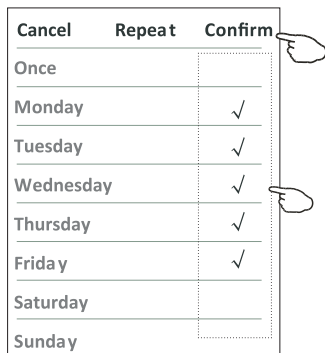 Cancel Repeat Confirm
Once
Monday √
Tuesday √
Wednesday √
Thursday √
Friday √
Saturday
Sunday